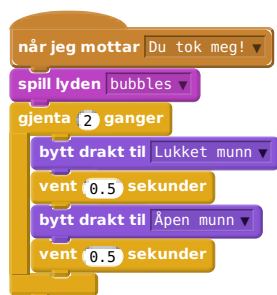 når jeg mottar Du tok meg!
spill lyden bubbles
gjenta 2 ganger
bytt drakt til Lukket munn
vent 0.5 sekunder
bytt drakt til Åpen munn
vent 0.5 sekunder